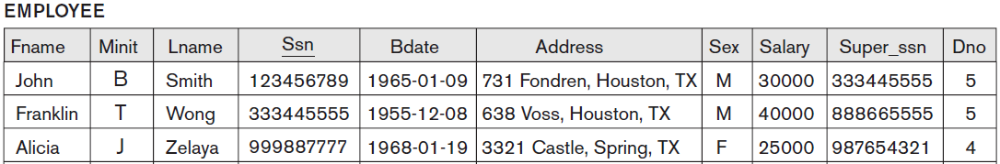 EMPLOYEE
Fname Minit Lname Ssn Bdate Address Sex Salary Super_ssn Dno
John B Smith 123456789 1965-01-09 731 Fondren, Houston, TX M 30000 333445555 5
Franklin T Wong 333445555 1955-12-08 638 Voss, Houston, TX M 40000 888665555 5
Alicia J Zelaya 999887777 1968-01-19 3321 Castle, Spring, TX F 25000 987654321 4